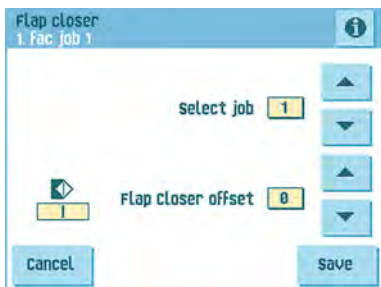 Flap closer
1. Fac job 1
Select job 1
Flap closer offset 0
Cancel
Save